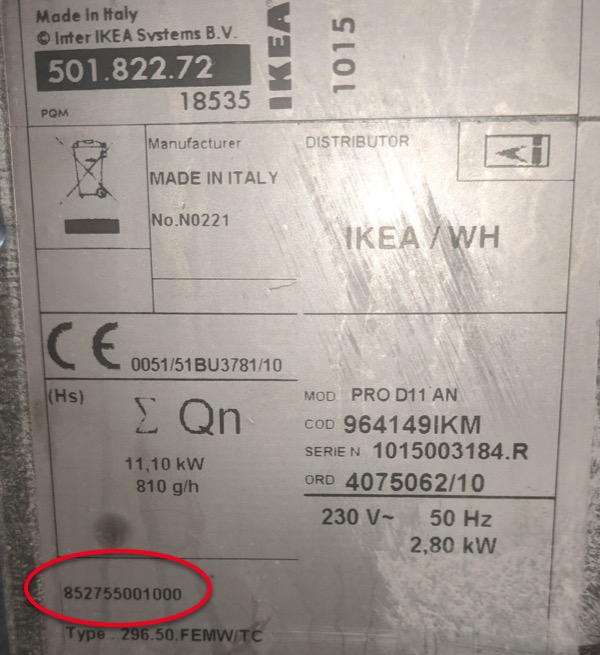 Made in Italy
© Inter IKEA Systems B.V.
501.822.72
18535
PQM
IKEA®
1015
Manufacturer
MADE IN ITALY
No.N0221
DISTRIBUTOR
IKEA / WH
CE 0051/51BU3781/10
(Hs)
Σ Qn
11,10 kW
810 g/h
MOD PRO D11 AN
COD 964149IKM
SERIE N 1015003184.R
ORD 4075062/10
230 V~ 50 Hz
2,80 kW
852755001000
Type . 296.50.FEMW/TC